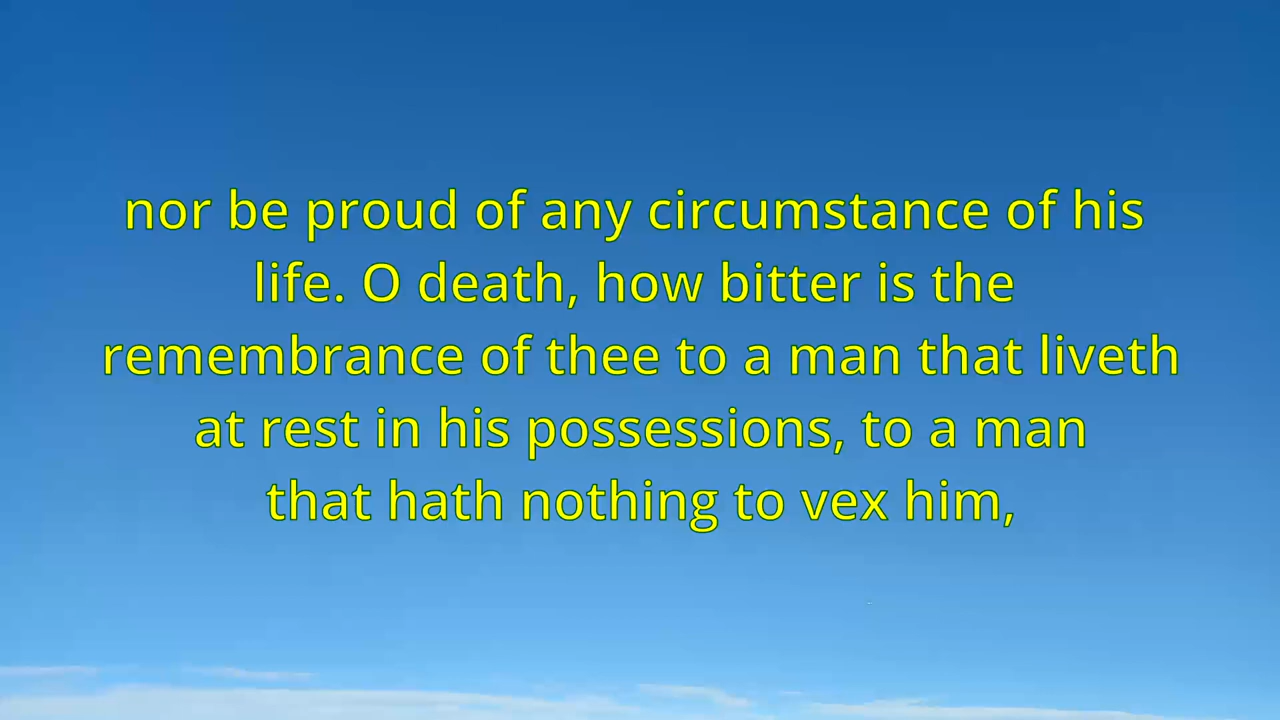 nor be proud of any circumstance of his
life. O death, how bitter is the
remembrance of thee to a man that liveth
at rest in his possessions, to a man
that hath nothing to vex him,